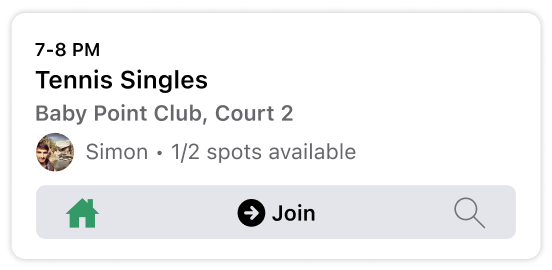 7-8 PM
Tennis Singles
Baby Point Club, Court 2
Simon • 1/2 spots available
Join